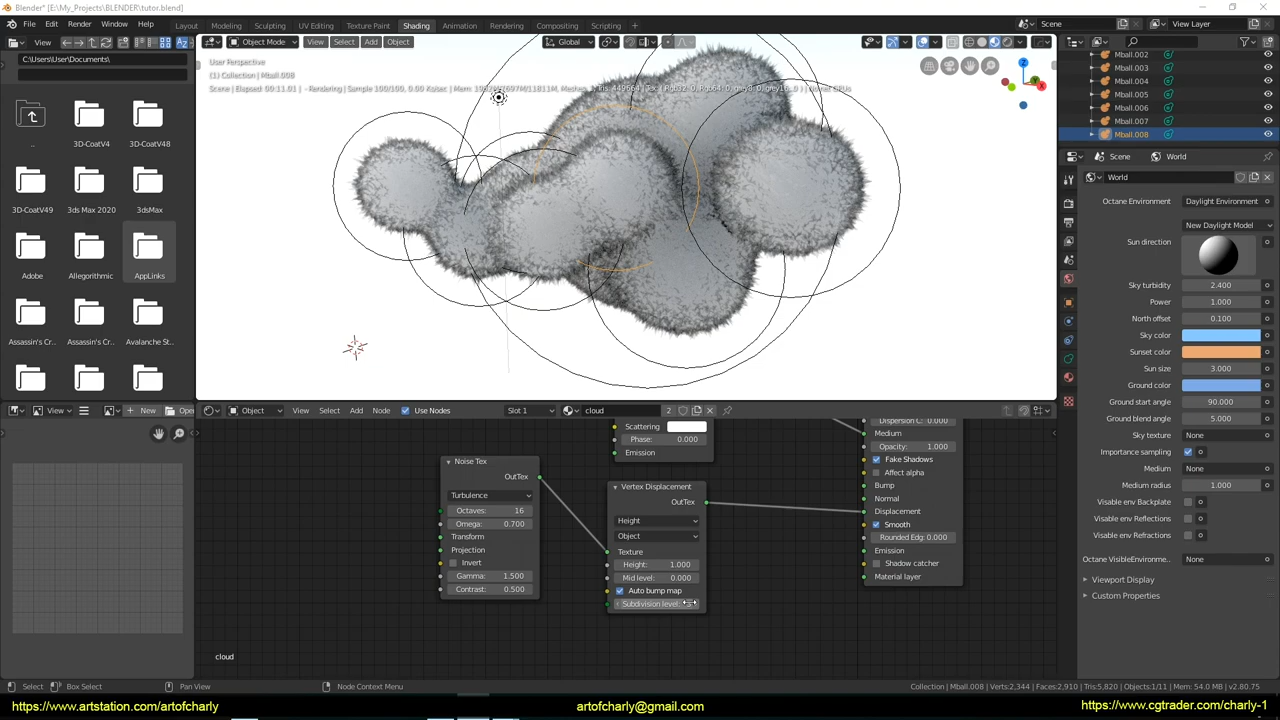 Blender* [E:\My_Projects\BLENDER\tutor.blend]
File Edit Render Window Help Layout Modeling Sculpting UV Editing Texture Paint Shading Animation Rendering Compositing Scripting + Scene View Layer
View Object Mode View Select Add Object Global
C:\Users\User\Documents\
User Perspective
(1) Collection | Mball.008
..
3D-CoatV4
3D-CoatV48
3D-CoatV49
3ds Max 2020
3dsMax
Adobe
Allegorithmic
AppLinks
Assassin's Cr...
Assassin's Cr...
Avalanche St...
Mball.002
Mball.003
Mball.004
Mball.005
Mball.006
Mball.007
Mball.008
Scene World
World
Octane Environment: Daylight Environment
New Daylight Model
Sun direction
Sky turbidity 2.400
Power 1.000
North offset 0.100
Sky color
Sunset color
Sun size 3.000
Ground color
Ground start angle 90.000
Ground blend angle 5.000
Sky texture None
Importance sampling
Medium None
Medium radius 1.000
Visable env Backplate
Visable env Reflections
Visable env Refractions
Octane VisibleEnvironme.. None
Viewport Display
Custom Properties
View + New Open
Object View Select Add Node Use Nodes Slot 1 cloud 2
Scattering
Phase: 0.000
Emission
Noise Tex
OutTex
Turbulence
Octaves: 16
Omega: 0.700
Transform
Projection
Invert
Gamma: 1.500
Contrast: 0.500
Vertex Displacement
OutTex
Height
Object
Texture
Height: 1.000
Mid level: 0.000
Auto bump map
Subdivision level:
Dispersion C: 0.000
Medium
Opacity: 1.000
Fake Shadows
Affect alpha
Bump
Normal
Displacement
Smooth
Rounded Edg: 0.000
Emission
Shadow catcher
Material layer
cloud
Select Box Select Pan View Node Context Menu Collection | Mball.008 | Verts:2,344 | Faces:2,910 | Tris:5,820 | Objects:1/11 | Mem: 54.0 MB | v2.80.75
https://www.artstation.com/artofcharly artofcharly@gmail.com https://www.cgtrader.com/charly-1